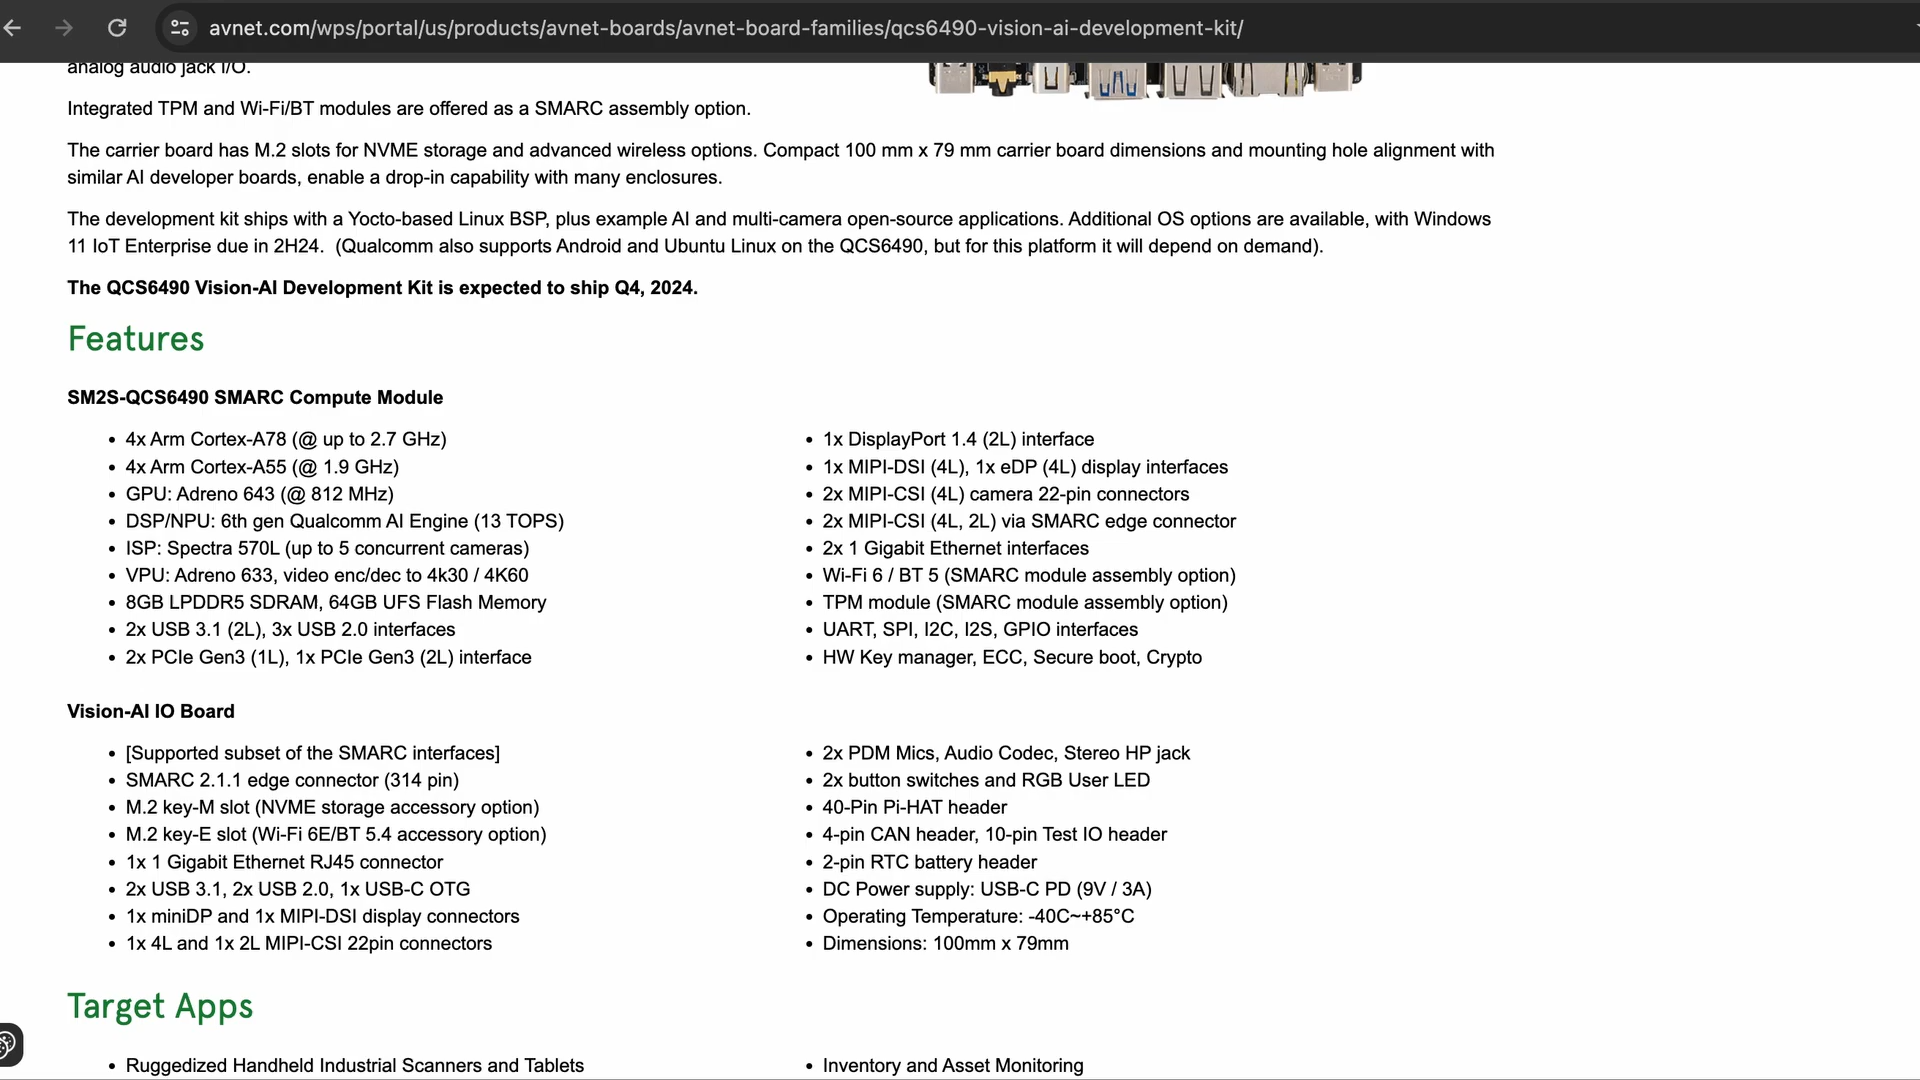 avnet.com/wps/portal/us/products/avnet-boards/avnet-board-families/qcs6490-vision-ai-development-kit/
analog audio jack I/O.
Integrated TPM and Wi-Fi/BT modules are offered as a SMARC assembly option.
The carrier board has M.2 slots for NVME storage and advanced wireless options. Compact 100 mm x 79 mm carrier board dimensions and mounting hole alignment with
similar AI developer boards, enable a drop-in capability with many enclosures.
The development kit ships with a Yocto-based Linux BSP, plus example AI and multi-camera open-source applications. Additional OS options are available, with Windows
11 IoT Enterprise due in 2H24.  (Qualcomm also supports Android and Ubuntu Linux on the QCS6490, but for this platform it will depend on demand).
The QCS6490 Vision-AI Development Kit is expected to ship Q4, 2024.
Features
SM2S-QCS6490 SMARC Compute Module
• 4x Arm Cortex-A78 (@ up to 2.7 GHz)
• 4x Arm Cortex-A55 (@ 1.9 GHz)
• GPU: Adreno 643 (@ 812 MHz)
• DSP/NPU: 6th gen Qualcomm AI Engine (13 TOPS)
• ISP: Spectra 570L (up to 5 concurrent cameras)
• VPU: Adreno 633, video enc/dec to 4k30 / 4K60
• 8GB LPDDR5 SDRAM, 64GB UFS Flash Memory
• 2x USB 3.1 (2L), 3x USB 2.0 interfaces
• 2x PCIe Gen3 (1L), 1x PCIe Gen3 (2L) interface
• 1x DisplayPort 1.4 (2L) interface
• 1x MIPI-DSI (4L), 1x eDP (4L) display interfaces
• 2x MIPI-CSI (4L) camera 22-pin connectors
• 2x MIPI-CSI (4L, 2L) via SMARC edge connector
• 2x 1 Gigabit Ethernet interfaces
• Wi-Fi 6 / BT 5 (SMARC module assembly option)
• TPM module (SMARC module assembly option)
• UART, SPI, I2C, I2S, GPIO interfaces
• HW Key manager, ECC, Secure boot, Crypto
Vision-AI IO Board
• [Supported subset of the SMARC interfaces]
• SMARC 2.1.1 edge connector (314 pin)
• M.2 key-M slot (NVME storage accessory option)
• M.2 key-E slot (Wi-Fi 6E/BT 5.4 accessory option)
• 1x 1 Gigabit Ethernet RJ45 connector
• 2x USB 3.1, 2x USB 2.0, 1x USB-C OTG
• 1x miniDP and 1x MIPI-DSI display connectors
• 1x 4L and 1x 2L MIPI-CSI 22pin connectors
• 2x PDM Mics, Audio Codec, Stereo HP jack
• 2x button switches and RGB User LED
• 40-Pin Pi-HAT header
• 4-pin CAN header, 10-pin Test IO header
• 2-pin RTC battery header
• DC Power supply: USB-C PD (9V / 3A)
• Operating Temperature: -40C~+85°C
• Dimensions: 100mm x 79mm
Target Apps
• Ruggedized Handheld Industrial Scanners and Tablets
• Inventory and Asset Monitoring